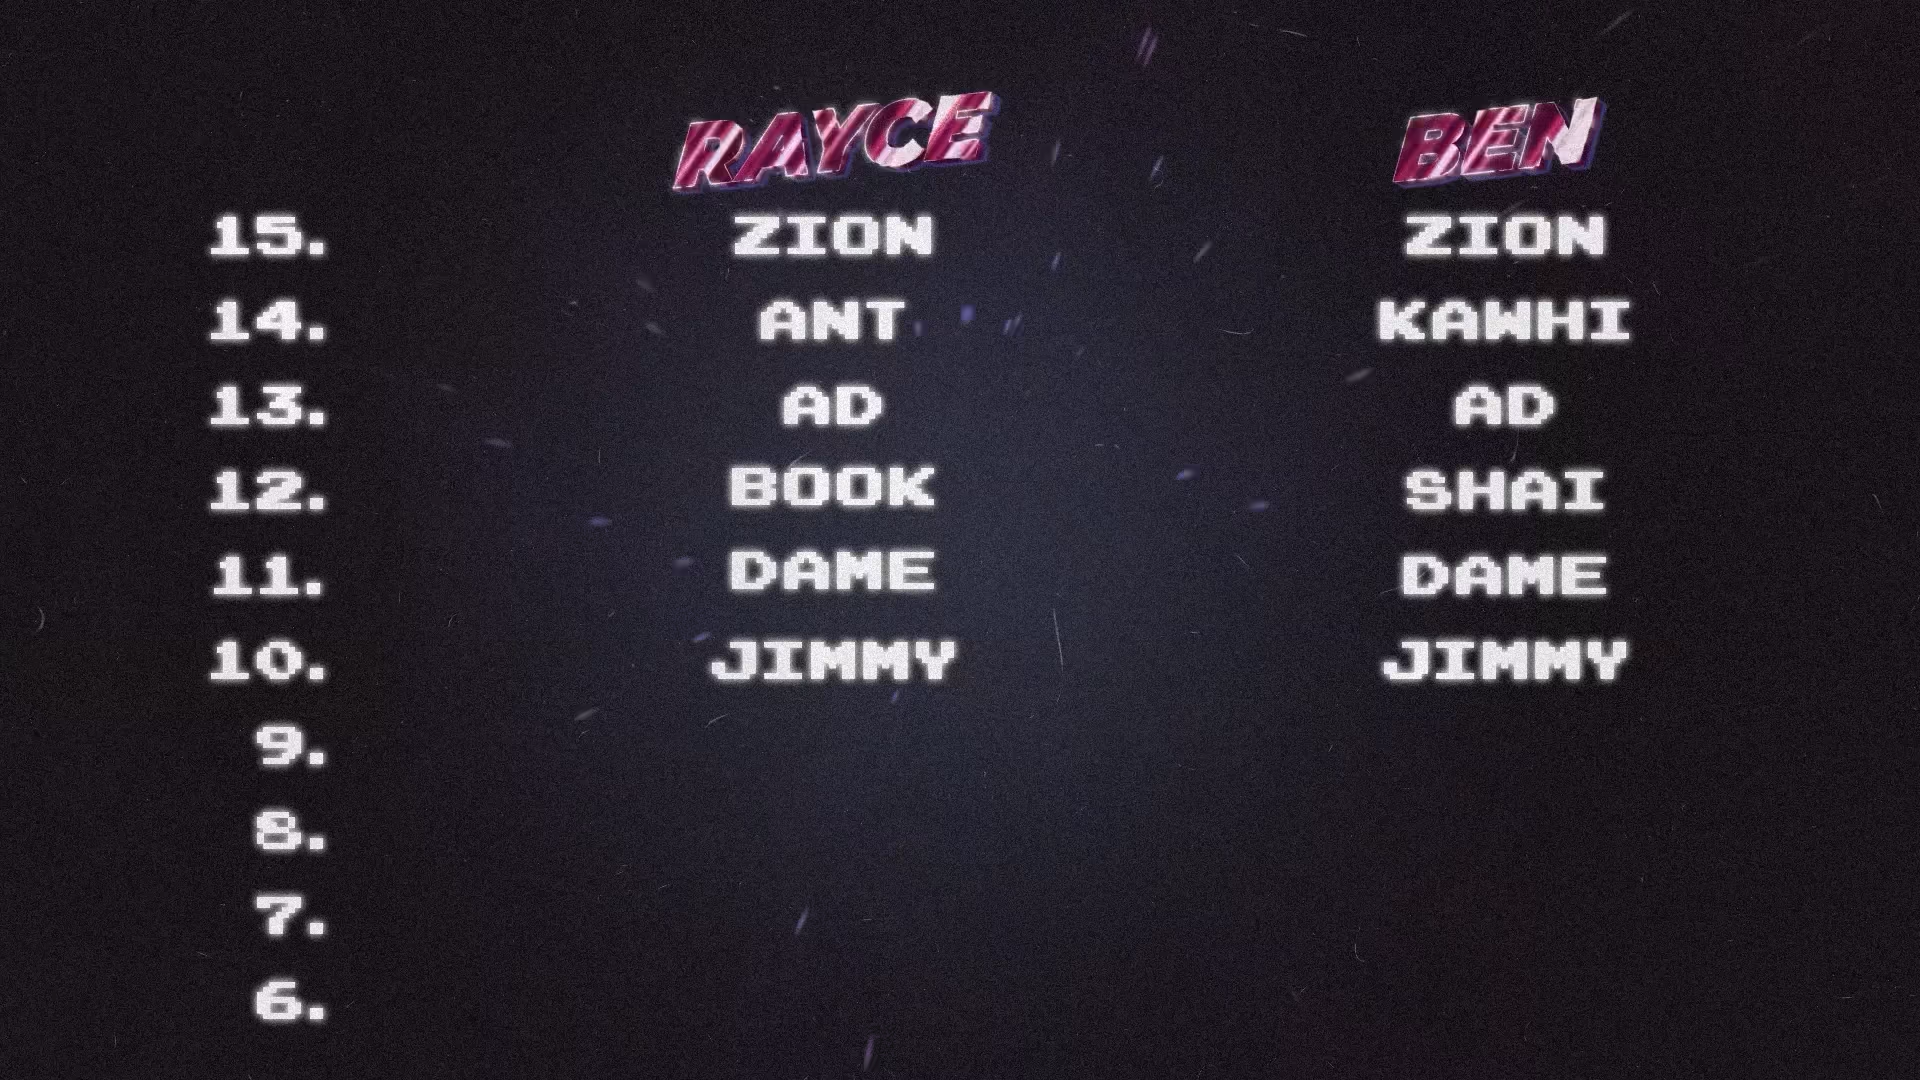 RAYCE BEN
15. ZION ZION
14. ANT KAWHI
13. AD AD
12. BOOK SHAI
11. DAME DAME
10. JIMMY JIMMY
9.
8.
7.
6.